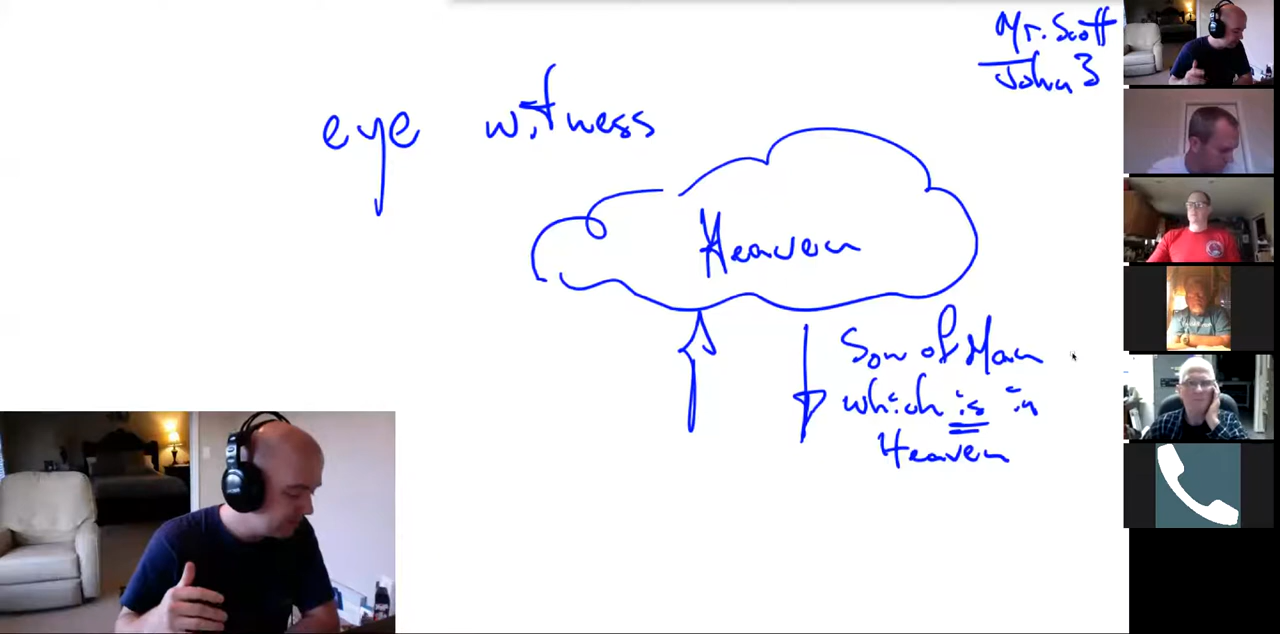 Mr. Scott
John 3
eye witness
Heaven
Son of Man
which is in
Heaven